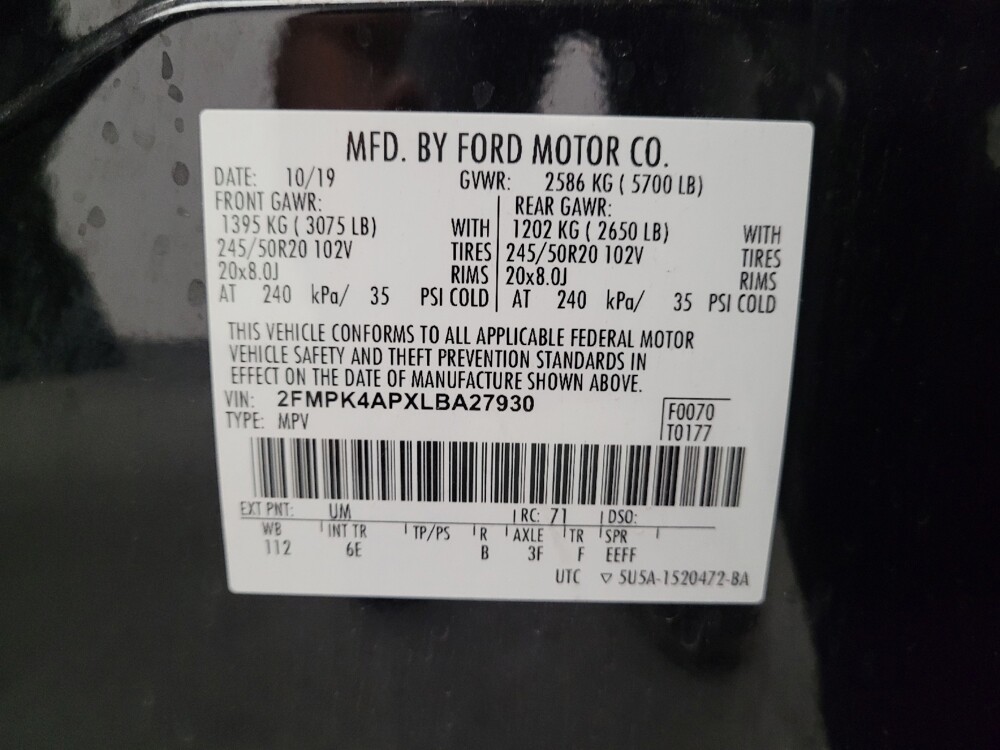 MFD. BY FORD MOTOR CO.
DATE: 10/19 GVWR: 2586 KG ( 5700 LB)
FRONT GAWR: REAR GAWR:
1395 KG ( 3075 LB) WITH 1202 KG ( 2650 LB) WITH
245/50R20 102V TIRES 245/50R20 102V TIRES
20x8.0J RIMS 20x8.0J RIMS
AT 240 kPa/ 35 PSI COLD AT 240 kPa/ 35 PSI COLD
THIS VEHICLE CONFORMS TO ALL APPLICABLE FEDERAL MOTOR
VEHICLE SAFETY AND THEFT PREVENTION STANDARDS IN
EFFECT ON THE DATE OF MANUFACTURE SHOWN ABOVE.
VIN: 2FMPK4APXLBA27930 F0070
TYPE: MPV T0177
EXT PNT: UM RC: 71 DSO:
WB INT TR TP/PS R AXLE TR SPR
112 6E B 3F F EEFF
UTC ▽ 5U5A-1520472-BA